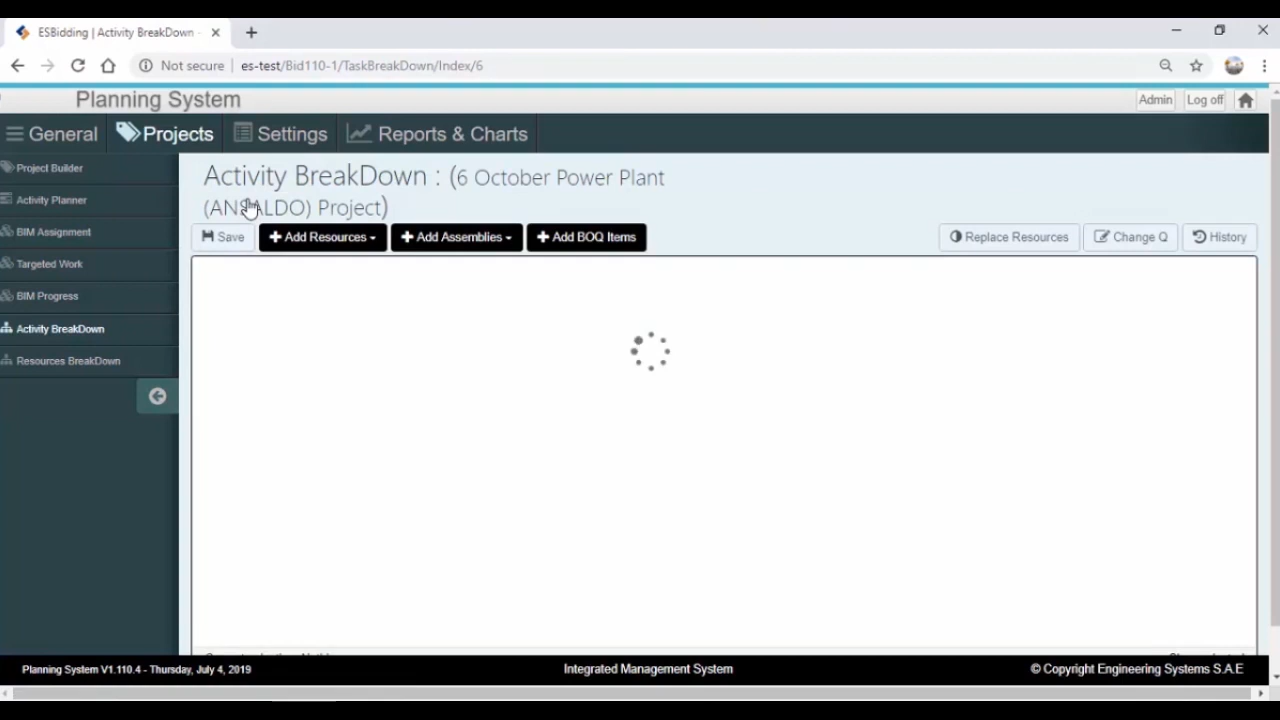 ESBidding | Activity BreakDown -
Not secure | es-test/Bid110-1/TaskBreakDown/Index/6
Planning System
Admin
Log off
General
Projects
Settings
Reports & Charts
Project Builder
Activity Planner
BIM Assignment
Targeted Work
BIM Progress
Activity BreakDown
Resources BreakDown
Activity BreakDown : (6 October Power Plant
(ANSALDO) Project)
Save
Add Resources
Add Assemblies
Add BOQ Items
Replace Resources
Change Q
History
Planning System V1.110.4 - Thursday, July 4, 2019
Integrated Management System
© Copyright Engineering Systems S.A.E